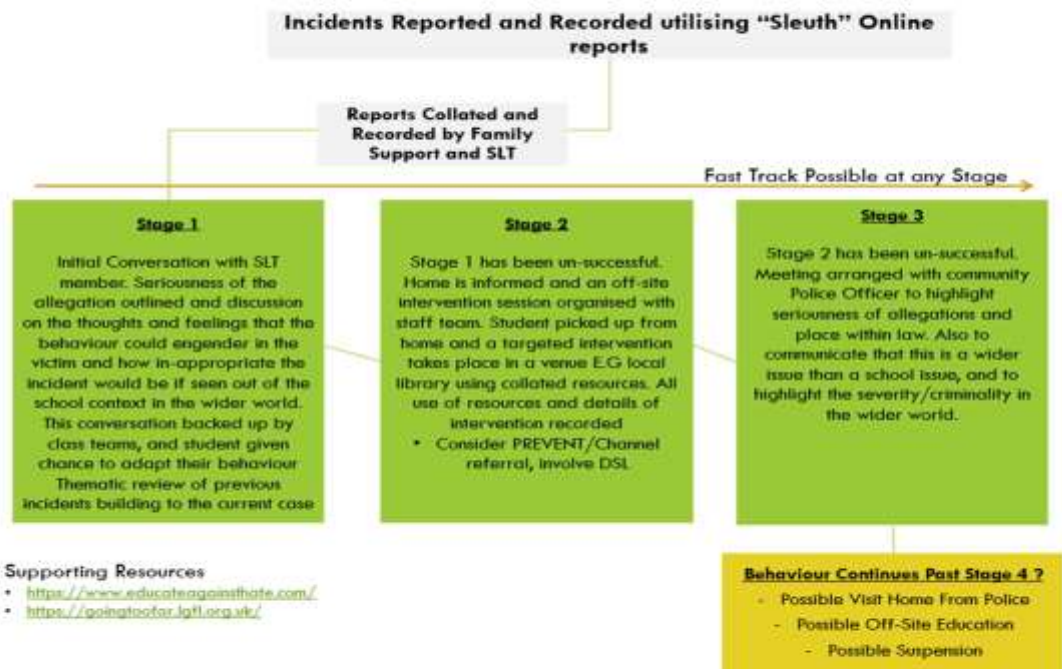 Incidents Reported and Recorded utilising “Sleuth” Online
reports
Reports Collated and
Recorded by Family
Support and SLT
Fast Track Possible at any Stage
Stage 1
Initial Conversation with SLT
member. Seriousness of the
allegation outlined and discussion
on the thoughts and feelings that the
behaviour could engender in the
victim and how in-appropriate the
incident would be if seen out of the
school context in the wider world.
This conversation backed up by
class teams, and student given
chance to adapt their behaviour
Thematic review of previous
incidents building to the current case
Stage 2
Stage 1 has been un-successful.
Home is informed and an off-site
intervention session organised with
staff team. Student picked up from
home and a targeted intervention
takes place in a venue E.G local
library using collated resources. All
use of resources and details of
intervention recorded
• Consider PREVENT/Channel
referral, involve DSL
Stage 3
Stage 2 has been un-successful.
Meeting arranged with community
Police Officer to highlight
seriousness of allegations and
place within law. Also to
communicate that this is a wider
issue than a school issue, and to
highlight the severity/criminality in
the wider world.
Supporting Resources
• https://www.educateagainsthate.com/
• https://goingtoofar.lgfl.org.uk/
Behaviour Continues Past Stage 4 ?
- Possible Visit Home From Police
- Possible Off-Site Education
- Possible Suspension